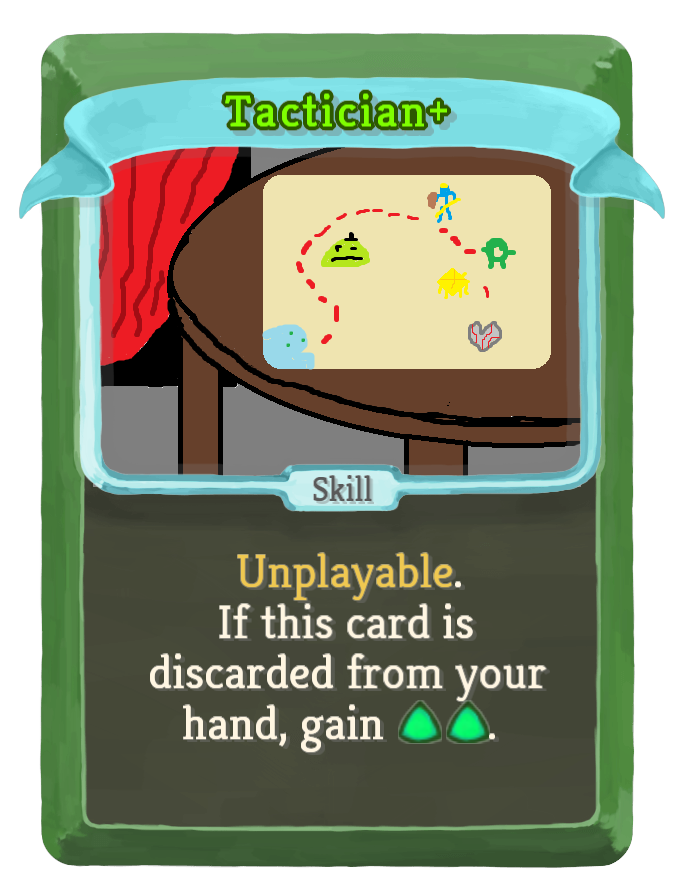 Tactician+
Skill
Unplayable.
If this card is
discarded from your
hand, gain .